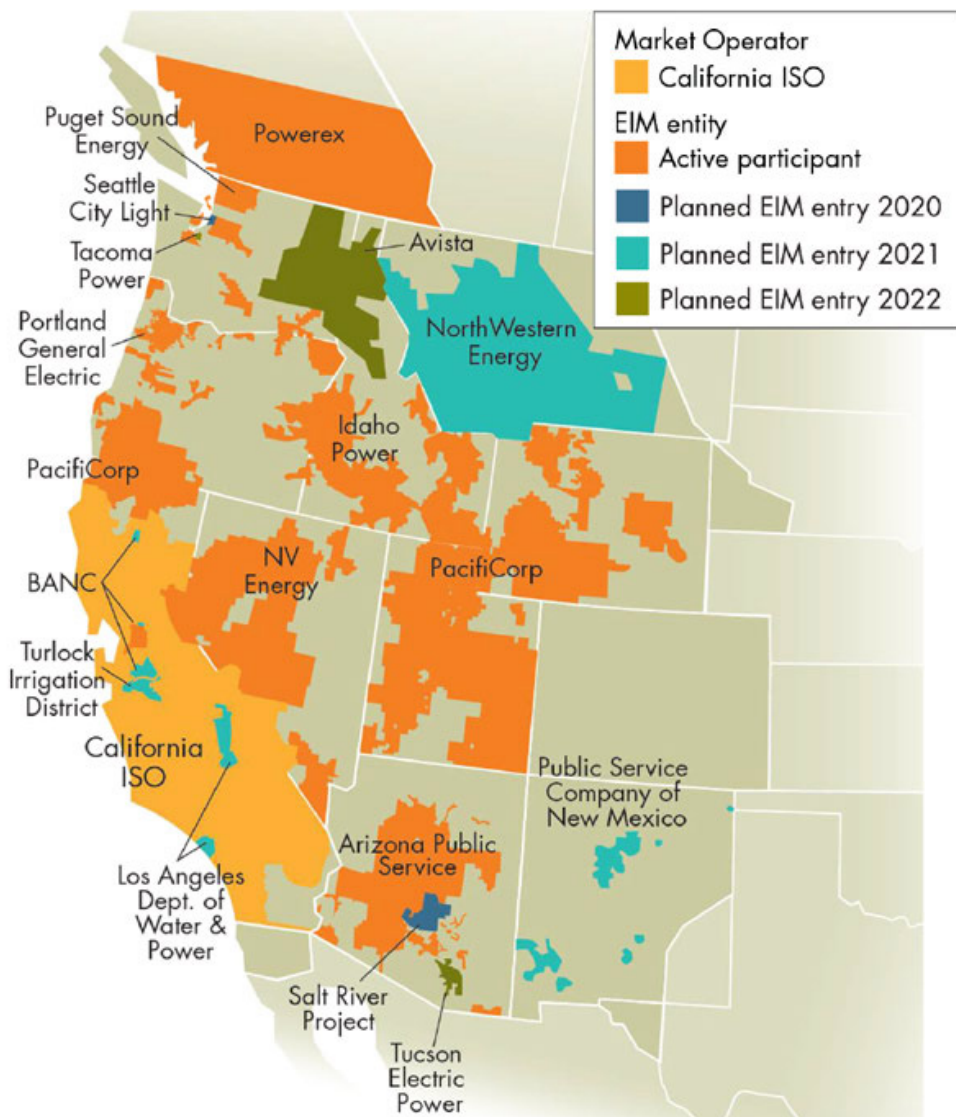 Market Operator
California ISO
EIM entity
Active participant
Planned EIM entry 2020
Planned EIM entry 2021
Planned EIM entry 2022
Puget Sound
Energy
Powerex
Seattle
City Light
Tacoma
Power
Avista
Portland
General
Electric
NorthWestern
Energy
Idaho
Power
PacifiCorp
NV
Energy
PacifiCorp
BANC
Turlock
Irrigation
District
California
ISO
Public Service
Company of
New Mexico
Arizona Public
Service
Los Angeles
Dept. of
Water &
Power
Salt River
Project
Tucson
Electric
Power